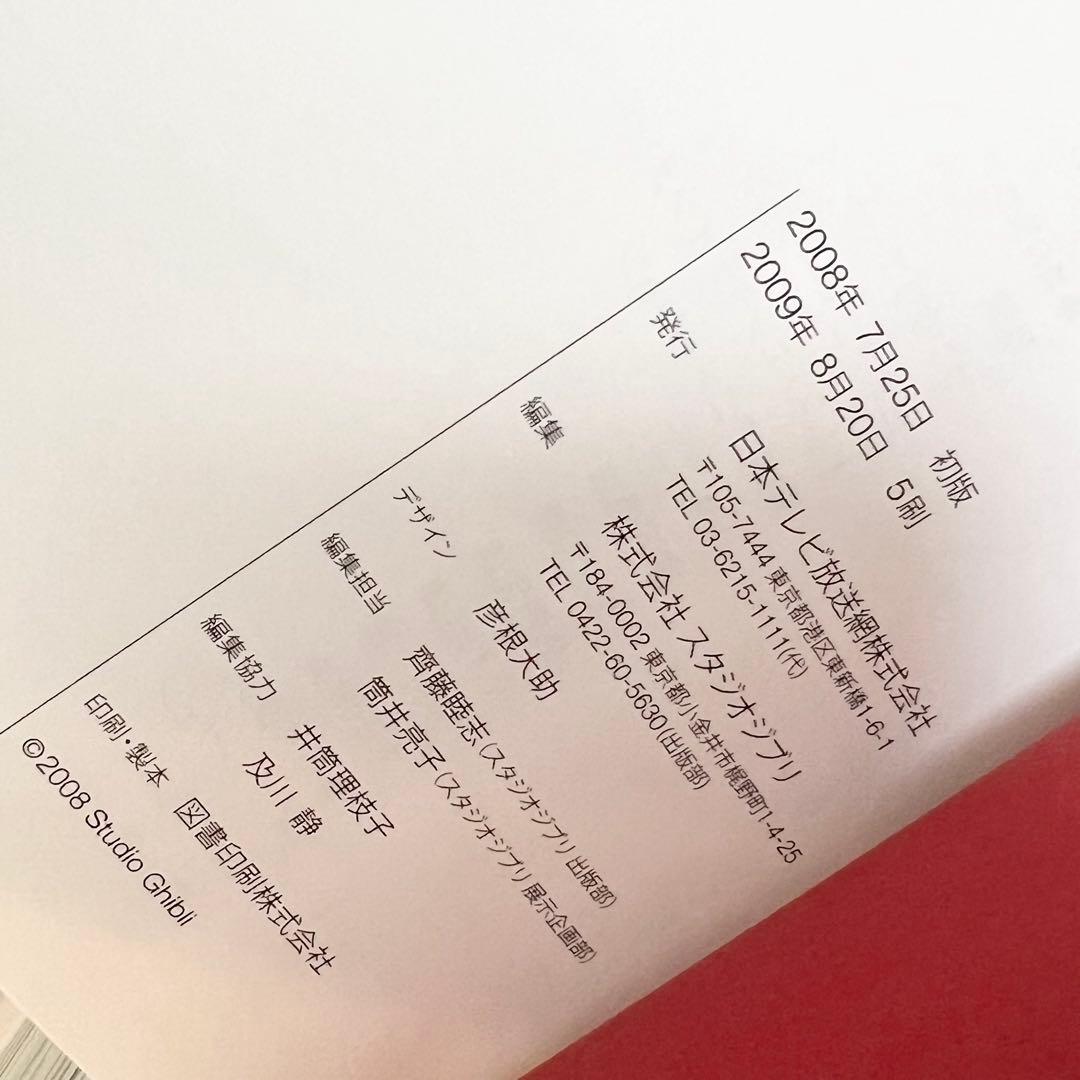 2008年 7月25日 初版
2009年 8月20日 5刷
発行 日本テレビ放送網株式会社
〒105-7444 東京都港区東新橋1-6-1
TEL 03-6215-1111(代)
編集 株式会社 スタジオジブリ
〒184-0002 東京都小金井市梶野町1-4-25
TEL 0422-60-5630(出版部)
デザイン 彦根大助
編集担当 齊藤睦志(スタジオジブリ 出版部)
筒井亮子(スタジオジブリ 展示企画部)
編集協力 井筒理枝子
及川 静
印刷・製本 図書印刷株式会社
©2008 Studio Ghibli